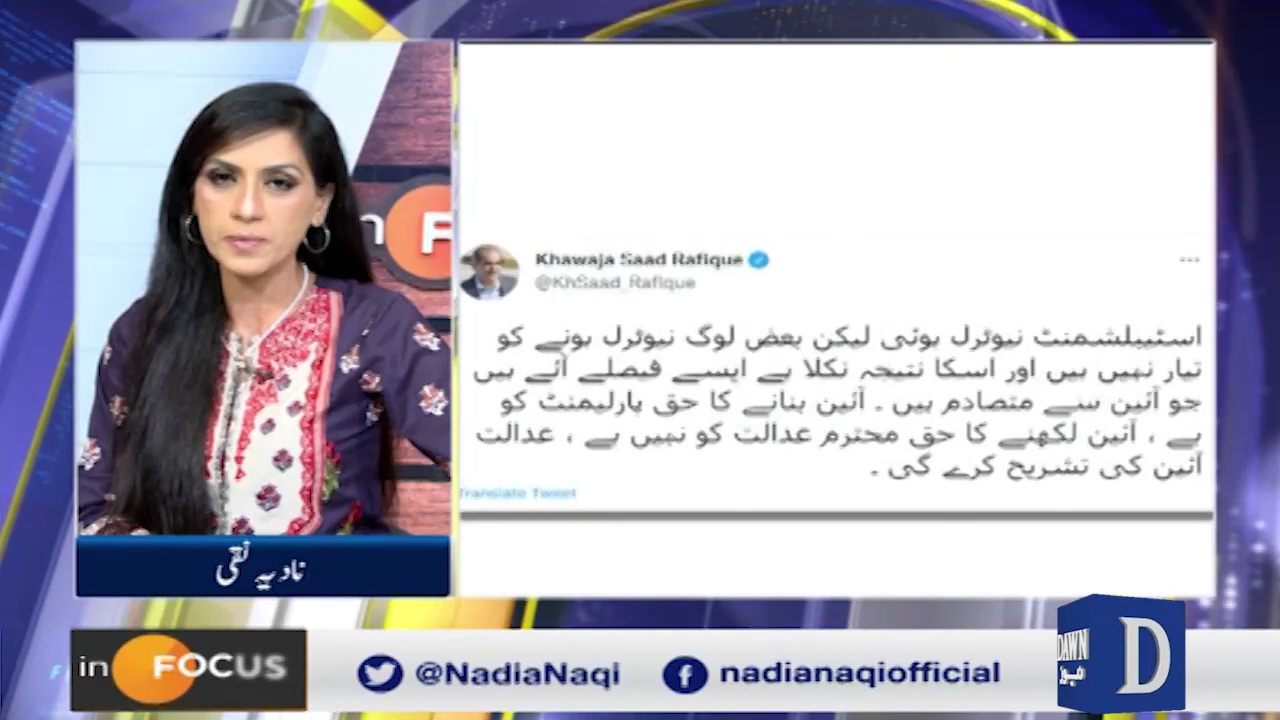 n F
Khawaja Saad Rafique
@KhSaad_Rafique
اسٹیبلشمنٹ نیوٹرل ہوئی لیکن بعض لوگ نیوٹرل ہونے کو
تیار نہیں ہیں اور اسکا نتیجہ نکلا ہے ایسے فیصلے آئے ہیں
جو آئین سے متصادم ہیں ۔ آئین بنانے کا حق پارلیمنٹ کو
ہے ، آئین لکھنے کا حق محترم عدالت کو نہیں ہے ، عدالت
آئین کی تشریح کرے گی ۔
Translate Tweet
نادیہ نقی
in FOCUS
@NadiaNaqi
nadianaqiofficial
DAWN
نیوز
D